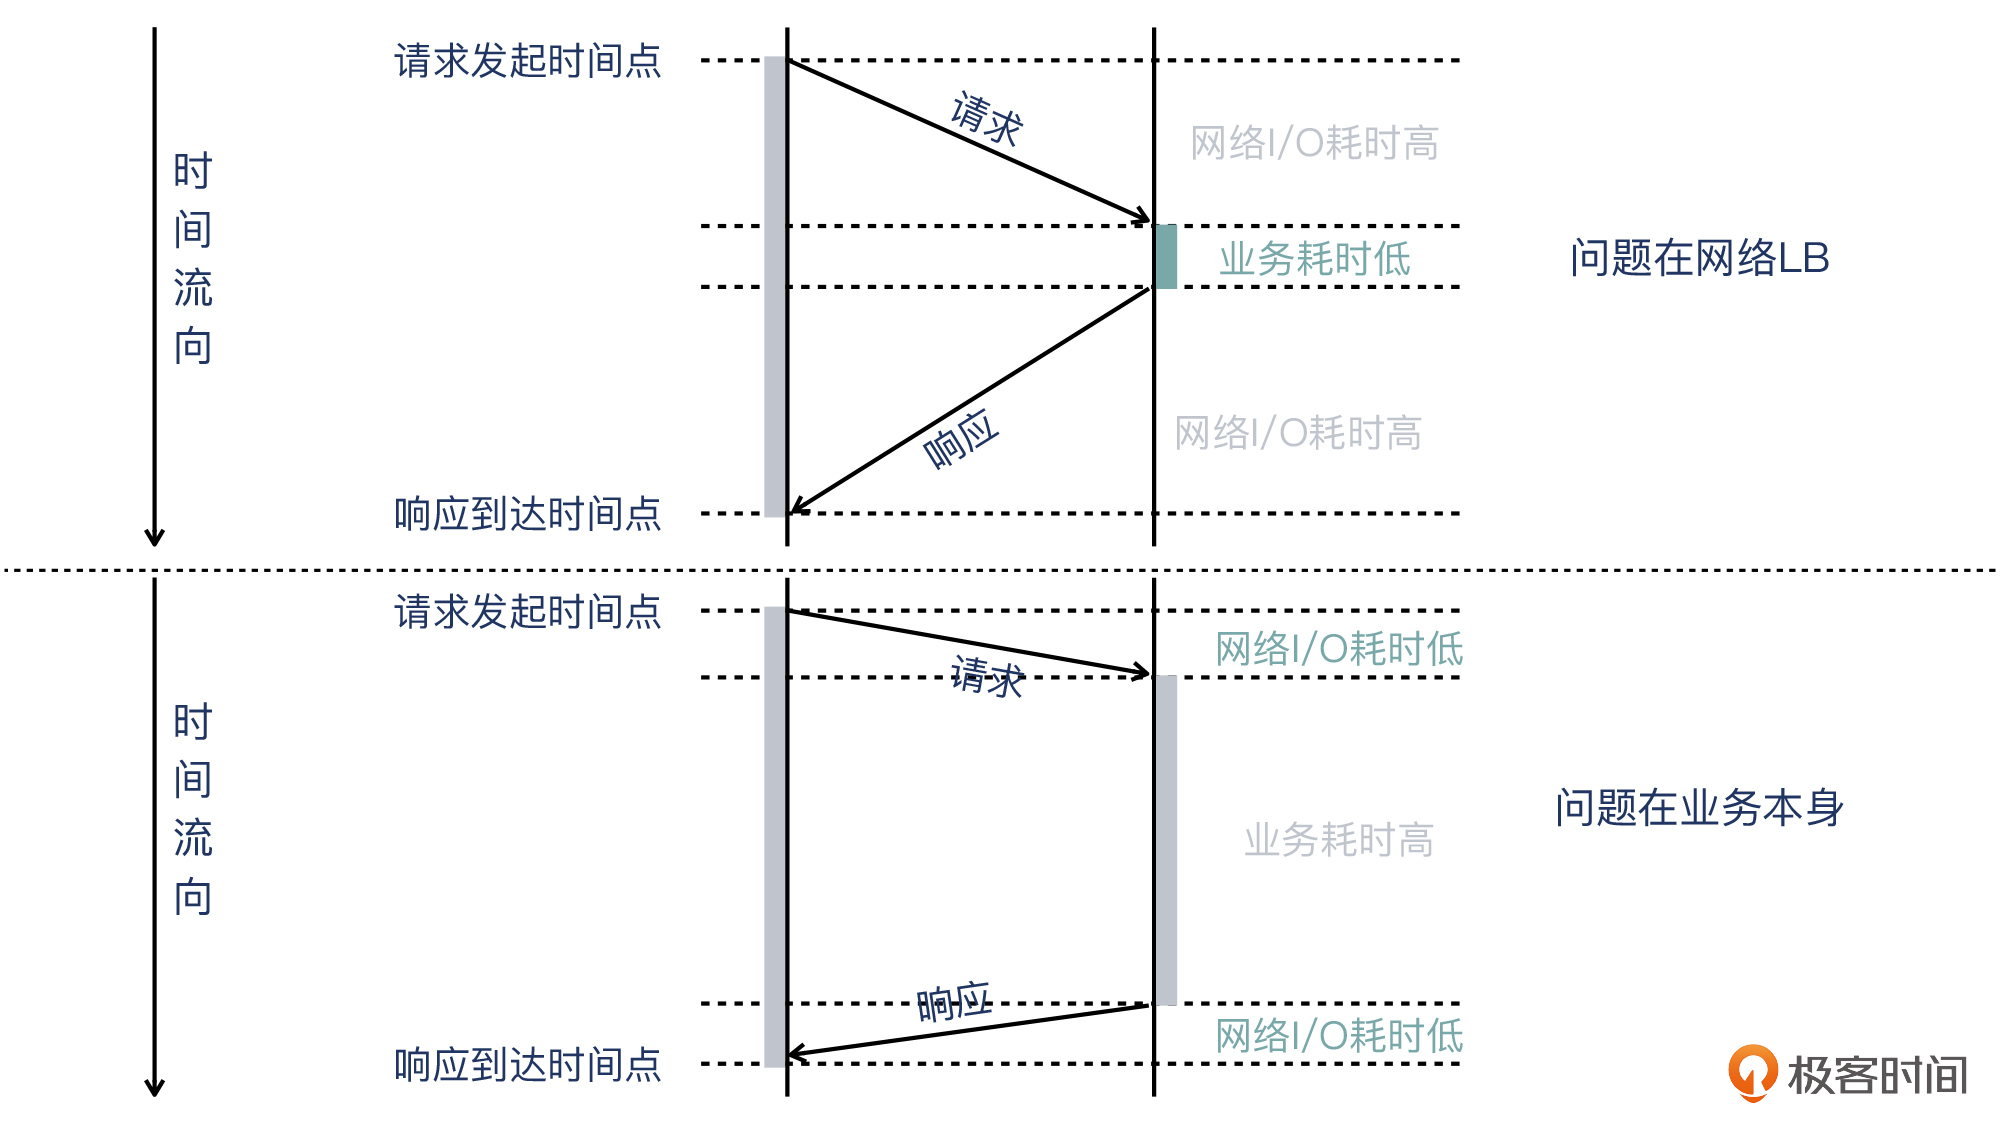 时间流向
请求发起时间点
请求
网络I/O耗时高
业务耗时低
问题在网络LB
响应
网络I/O耗时高
响应到达时间点
时间流向
请求发起时间点
请求
网络I/O耗时低
业务耗时高
问题在业务本身
响应
网络I/O耗时低
响应到达时间点
极客时间